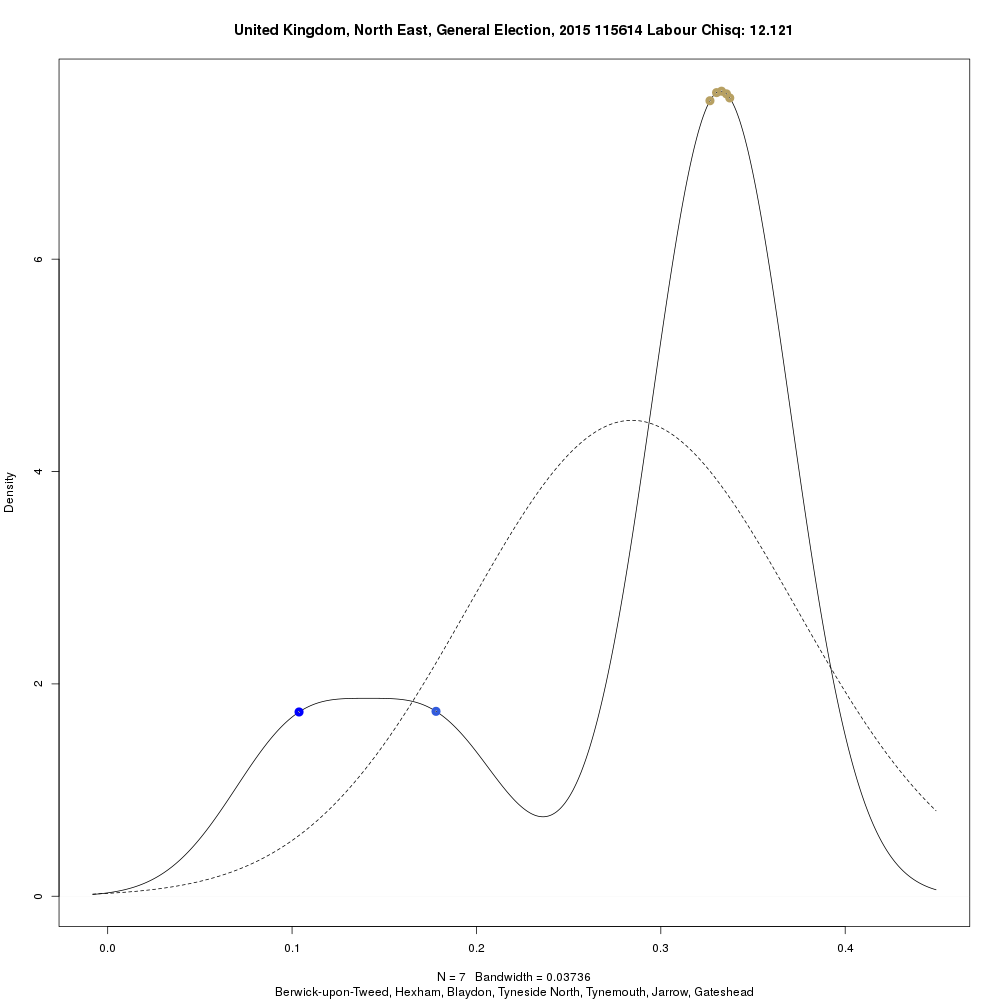 United Kingdom, North East, General Election, 2015 115614 Labour Chisq: 12.121
Density
6
4
2
0
0.0 0.1 0.2 0.3 0.4
N = 7 Bandwidth = 0.03736
Berwick-upon-Tweed, Hexham, Blaydon, Tyneside North, Tynemouth, Jarrow, Gateshead